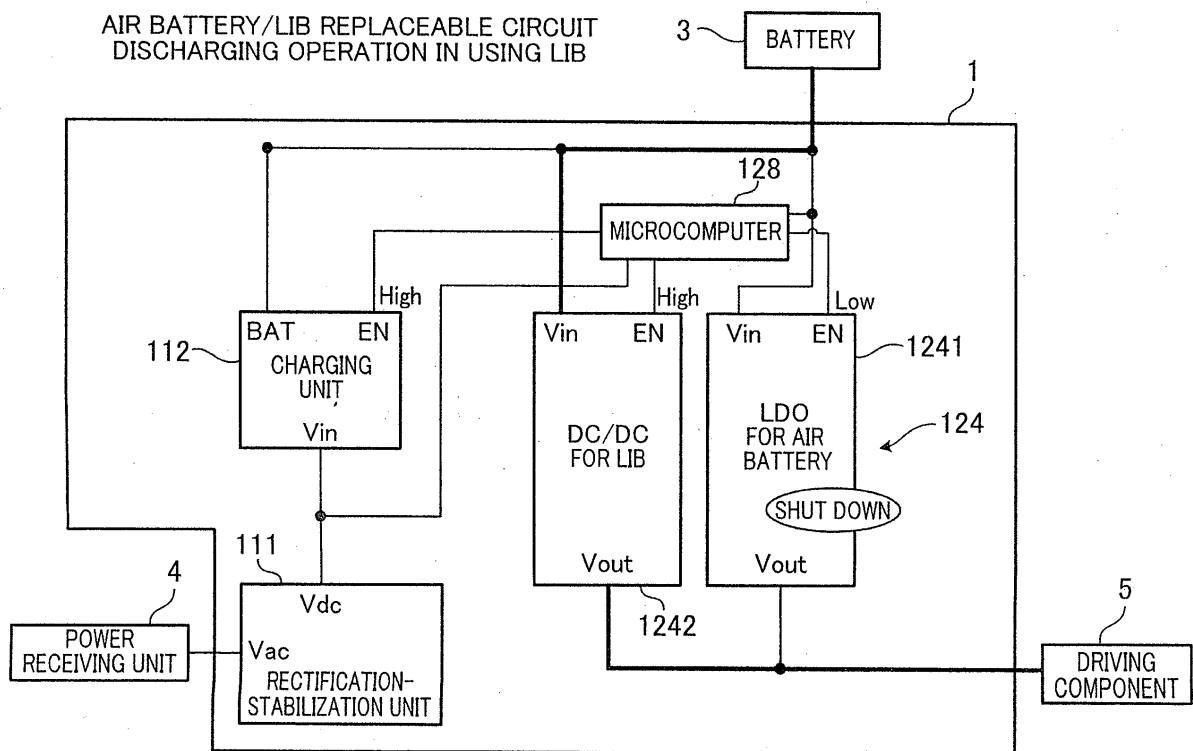 AIR BATTERY/LIB REPLACEABLE CIRCUIT
DISCHARGING OPERATION IN USING LIB
3
BATTERY
1
128
MICROCOMPUTER
High
High
Low
BAT
EN
112
CHARGING
UNIT
Vin
Vin
EN
DC/DC
FOR LIB
Vout
1242
Vin
EN
1241
LDO
FOR AIR
BATTERY
124
SHUT DOWN
Vout
111
Vdc
Vac
RECTIFICATION-
STABILIZATION UNIT
4
POWER
RECEIVING UNIT
5
DRIVING
COMPONENT